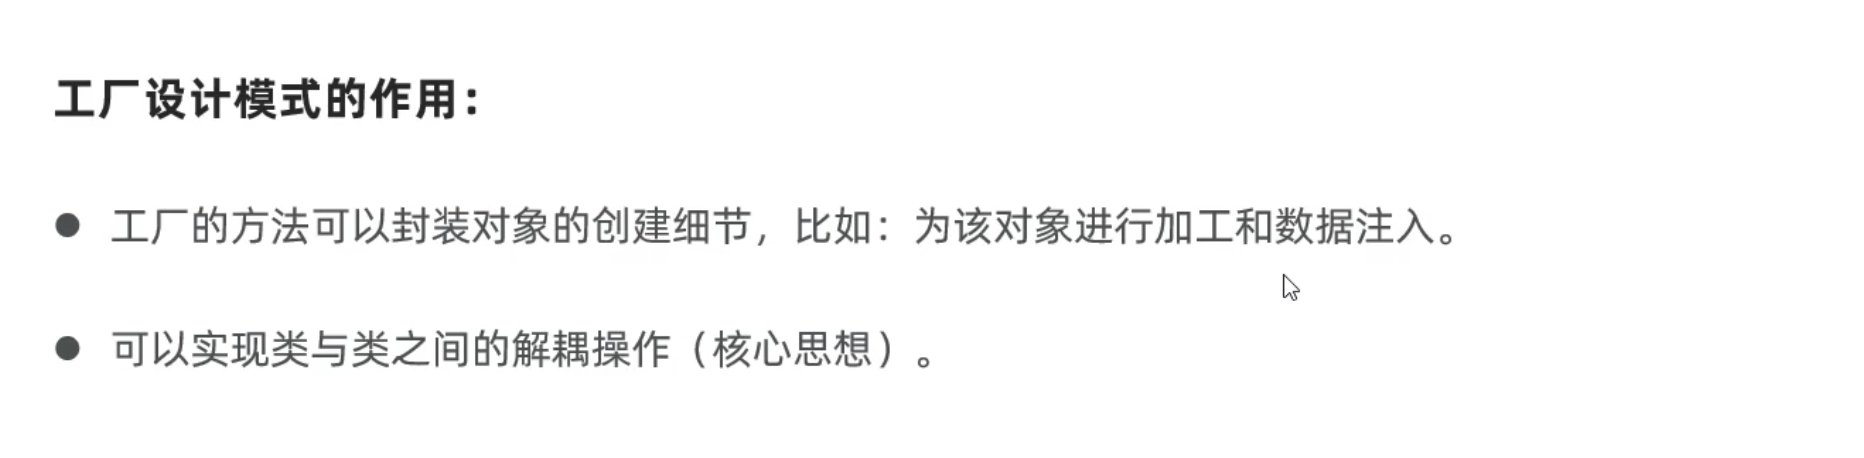 工厂设计模式的作用：
● 工厂的方法可以封装对象的创建细节，比如：为该对象进行加工和数据注入。
● 可以实现类与类之间的解耦操作（核心思想）。